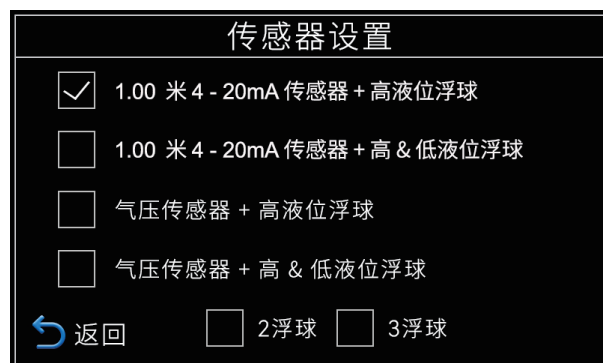 传感器设置
1.00 米 4 - 20mA 传感器 + 高液位浮球
1.00 米 4 - 20mA 传感器 + 高 & 低液位浮球
气压传感器 + 高液位浮球
气压传感器 + 高 & 低液位浮球
返回 2浮球 3浮球